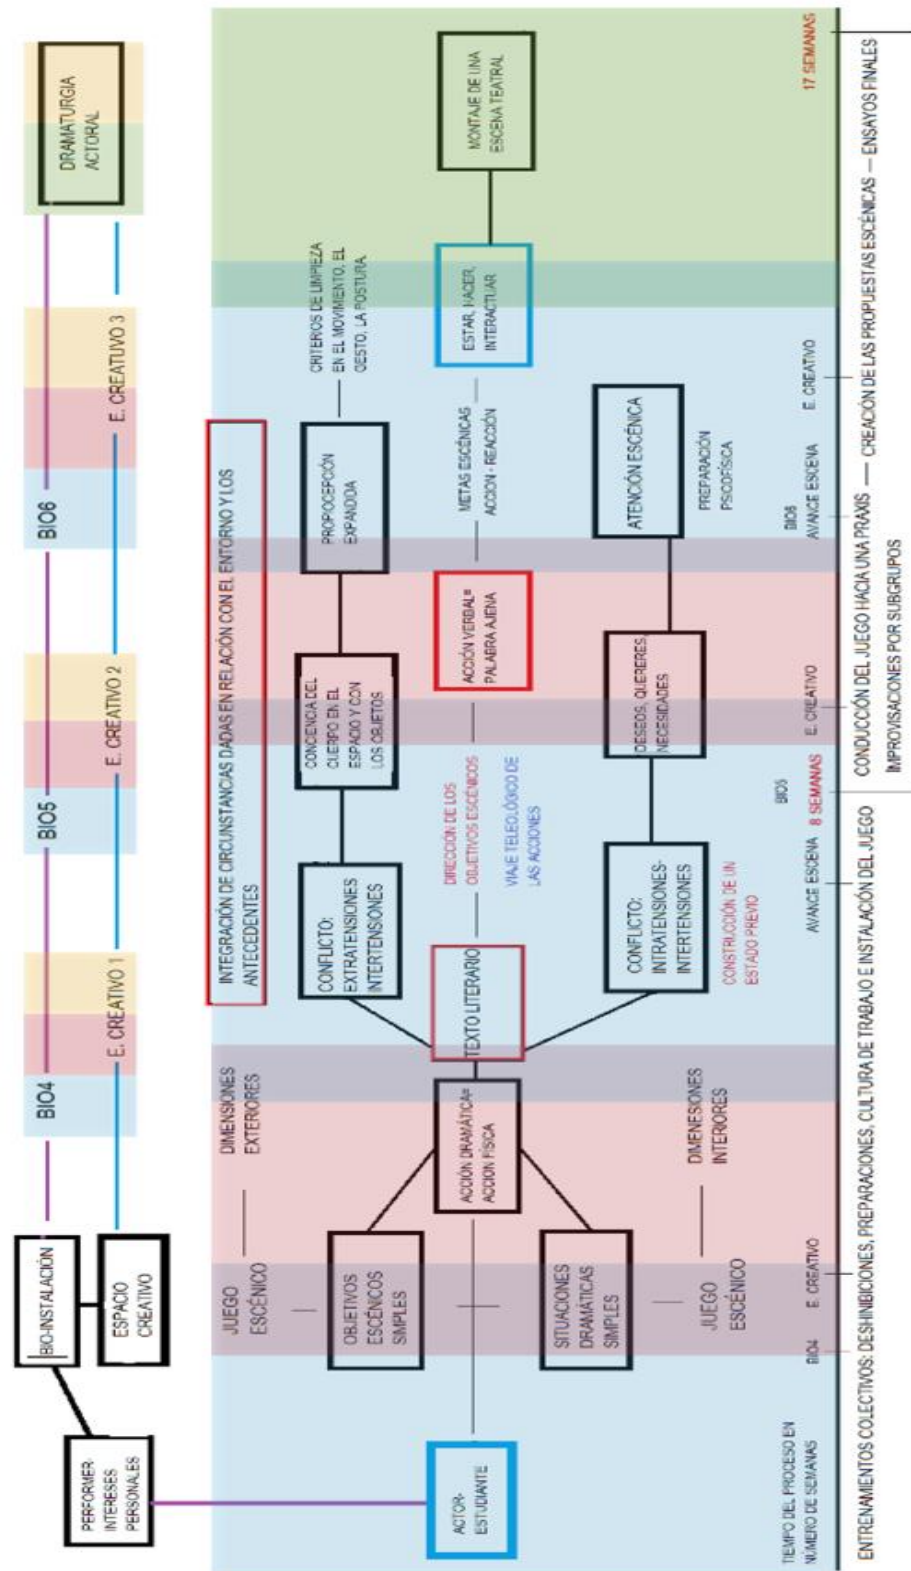 PERFORMER-
INTERESES
PERSONALES
BIO-INSTALACIÓN
ESPACIO
CREATIVO
BIO4
E. CREATIVO 1
BIO5
E. CREATIVO 2
BIO6
E. CREATUVO 3
DRAMATURGIA
ACTORAL
INTEGRACIÓN DE CIRCUNSTANCIAS DADAS EN RELACIÓN CON EL ENTORNO Y LOS
ANTECEDENTES
JUEGO
ESCÉNICO
DIMENSIONES
EXTERIORES
OBJETIVOS
ESCÉNICOS
SIMPLES
CONFLICTO:
EXTRATENSIONES
INTERTENSIONES
CONCIENCIA DEL
CUERPO EN EL
ESPACIO Y CON
LOS OBJETOS
PROPIOCEPCIÓN
EXPANDIDA
CRITERIOS DE LIMPIEZA
EN EL MOVIMIENTO, EL
GESTO, LA POSTURA.
ACTOR-
ESTUDIANTE
ACCIÓN DRAMÁTICA=
ACCION FÍSICA
TEXTO LITERARIO
DIRECCIÓN DE LOS
OBJETIVOS ESCÉNICOS
VIAJE TELEOLÓGICO DE
LAS ACCIONES
ACCIÓN VERBAL=
PALABRA AJENA
METAS ESCÉNICAS
ACCION - REACCIÓN
ESTAR, HACER,
INTERACTUAR
MONTAJE DE UNA
ESCENA TEATRAL
SITUACIONES
DRAMÁTICAS
SIMPLES
CONFLICTO:
INTRATENSIONES-
INTERTENSIONES
DESEOS, QUERERES,
NECESIDADES
ATENCIÓN ESCÉNICA
JUEGO
ESCÉNICO
DIMENESIONES
INTERIORES
CONSTRICCIÓN DE UN
ESTADO PREVIO
PREPARACIÓN
PSICOFÍSICA
TIEMPO DEL PROCESO EN
NÚMERO DE SEMANAS
BIO4
E. CREATIVO
AVANCE ESCENA
BIO5
8 SEMANAS
E. CREATIVO
BIO6
AVANCE ESCENA
E. CREATIVO
17 SEMANAS
ENTRENAMIENTOS COLECTIVOS: DESHINIBICIONES, PREPARACIONES, CULTURA DE TRABAJO E INSTALACIÓN DEL JUEGO
CONDUCCIÓN DEL JUEGO HACIA UNA PRAXIS — CREACIÓN DE LAS PROPUESTAS ESCÉNICAS — ENSAYOS FINALES
IMPROVISACIONES POR SUBGRUPOS